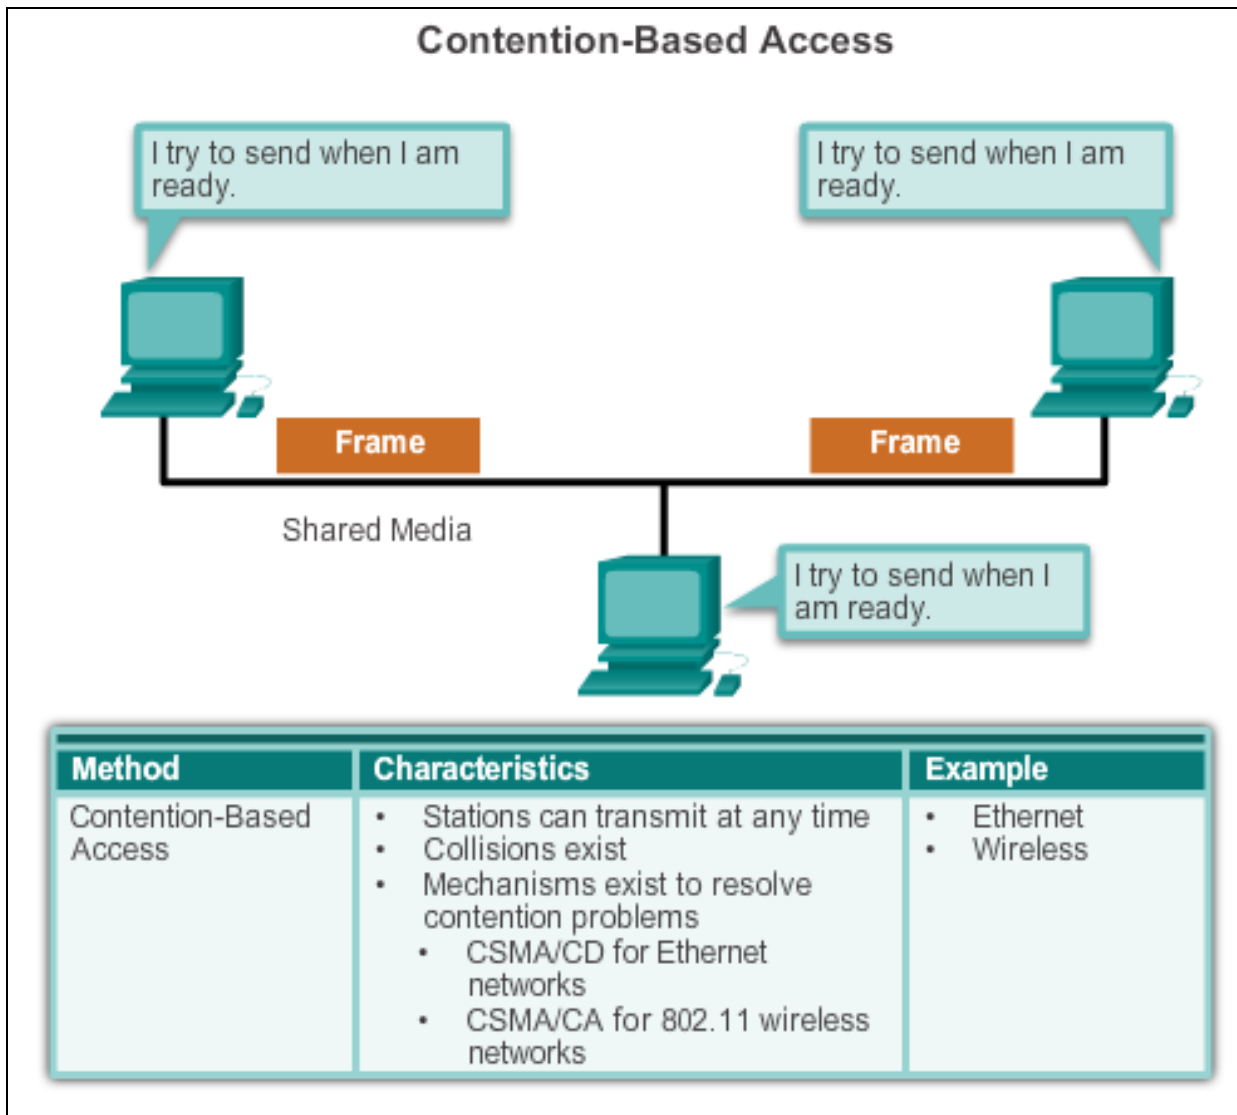 Contention-Based Access
I try to send when I am
ready.
I try to send when I am
ready.
Frame
Frame
Shared Media
I try to send when I
am ready.
Method
Characteristics
Example
Contention-Based
Access
• Stations can transmit at any time
• Collisions exist
• Mechanisms exist to resolve
contention problems
• CSMA/CD for Ethernet
networks
• CSMA/CA for 802.11 wireless
networks
• Ethernet
• Wireless